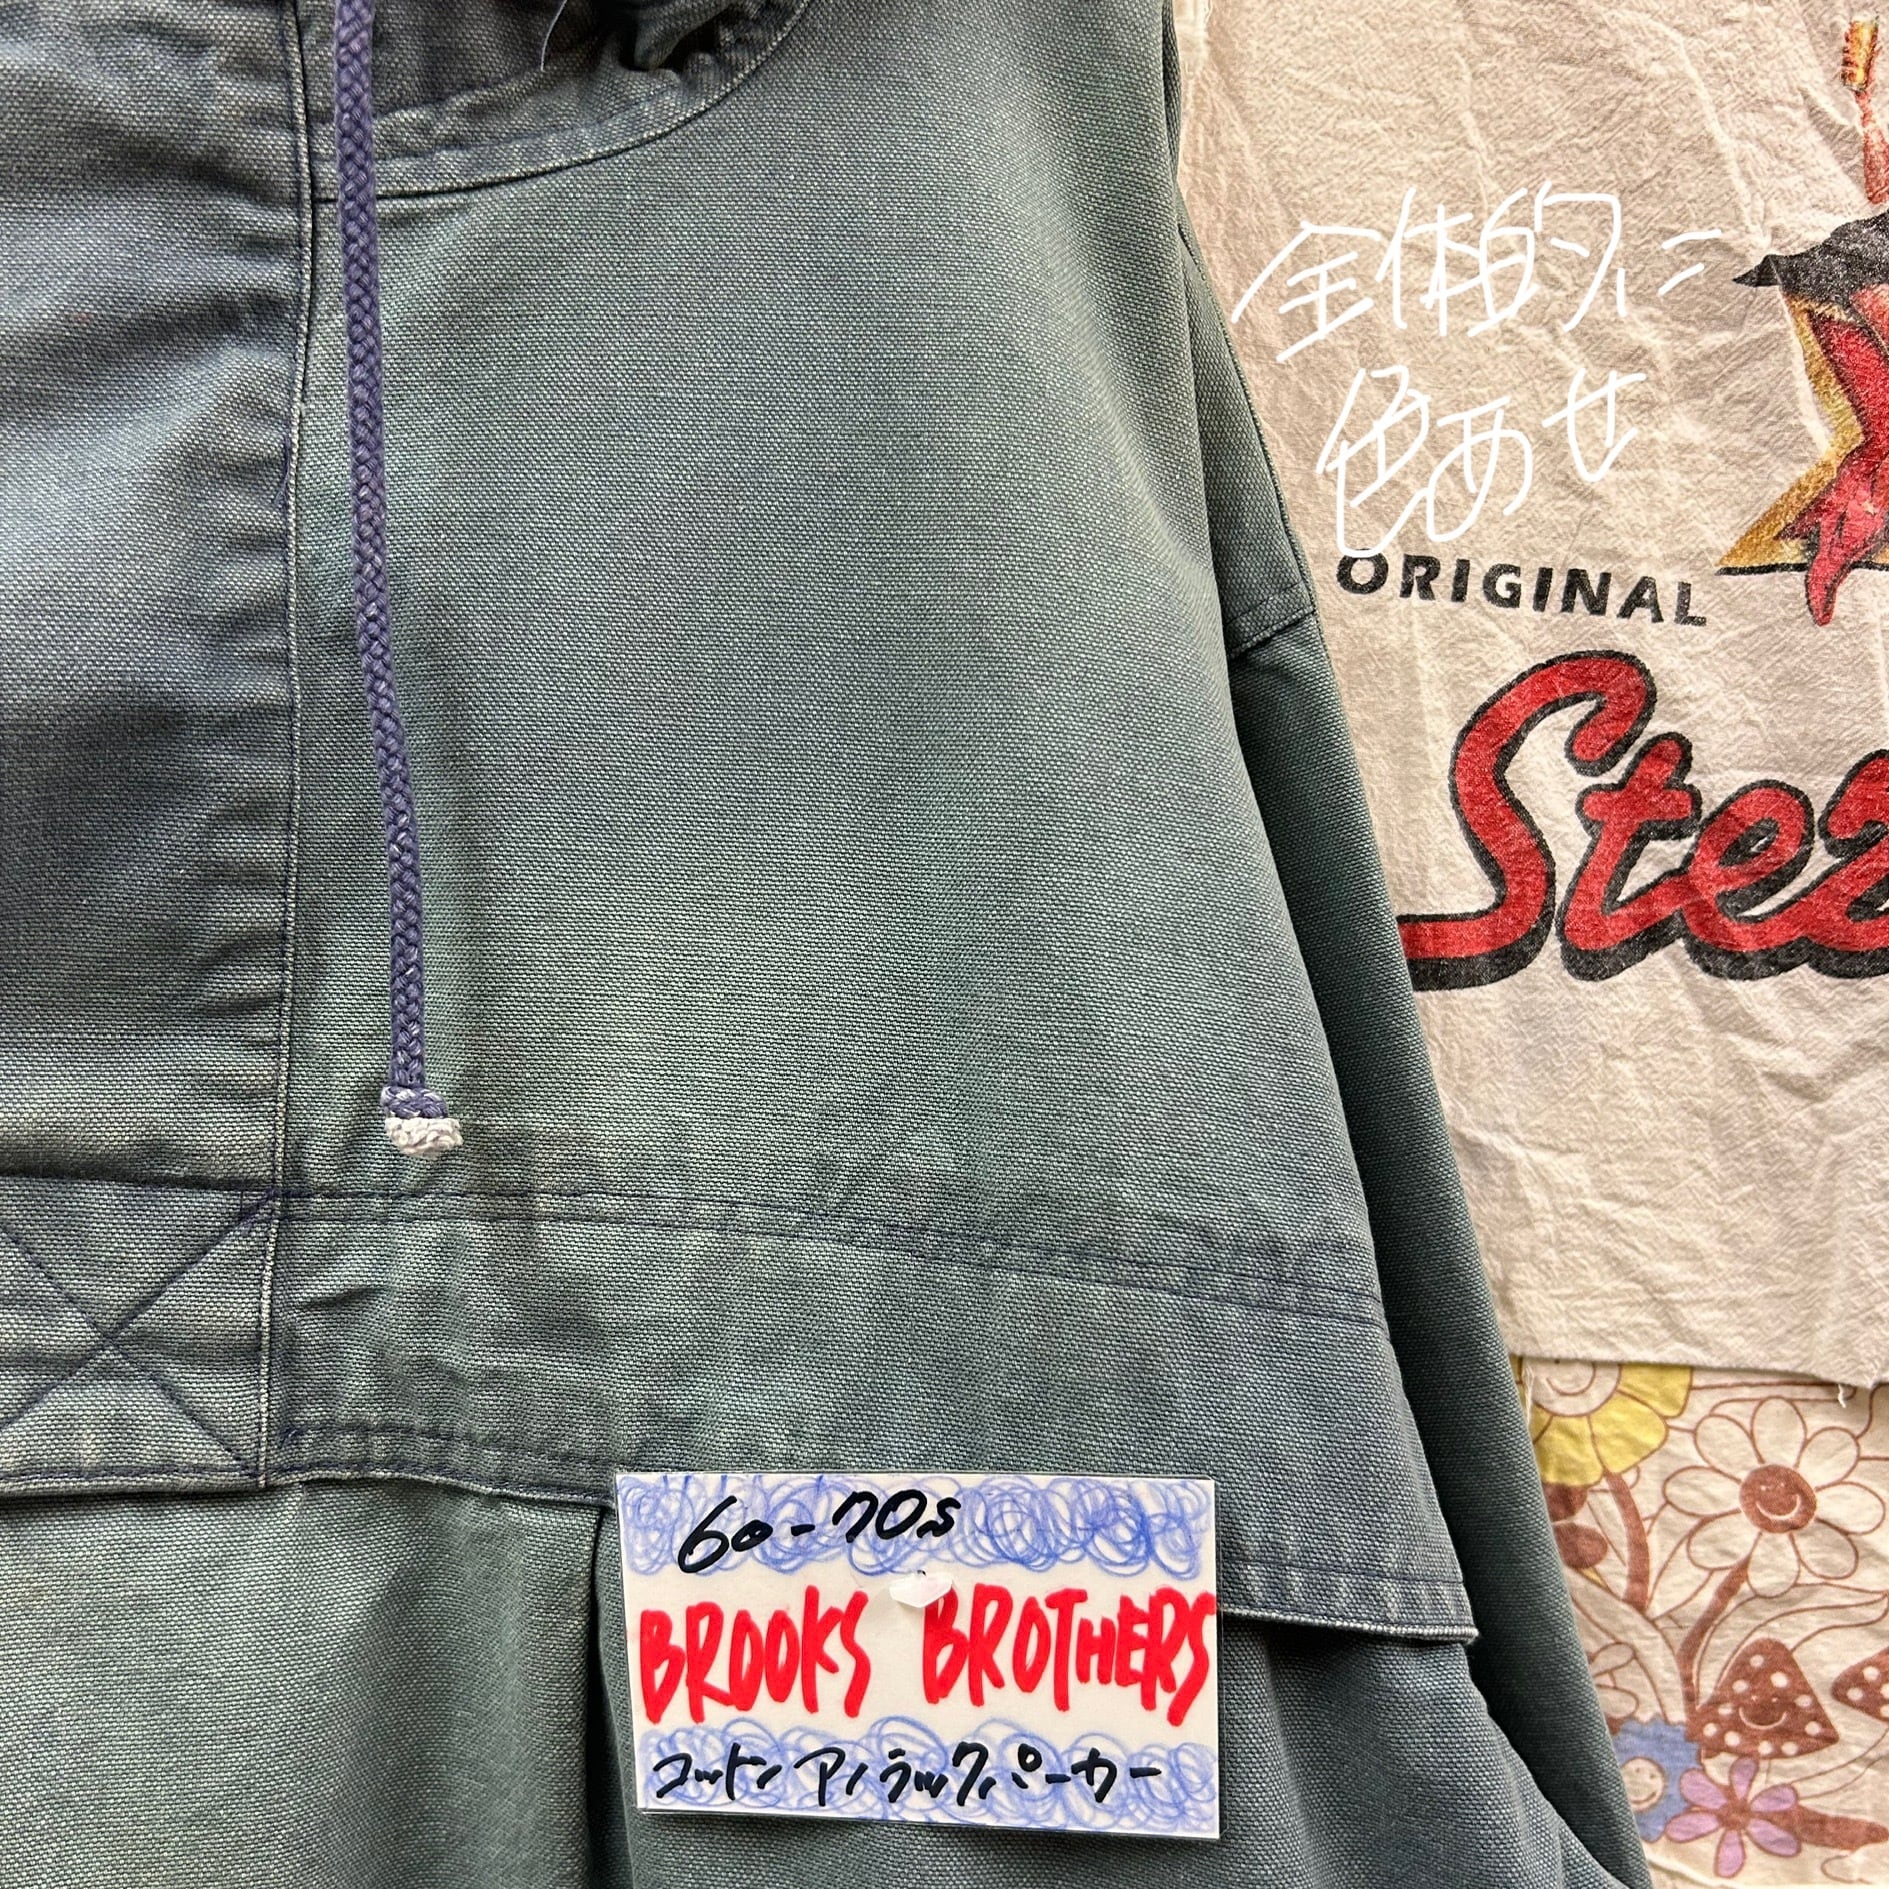 全体的に
色あせ
ORIGINAL
Stez
60-70s
BROOKS BROTHERS
コットン アノラックパーカー